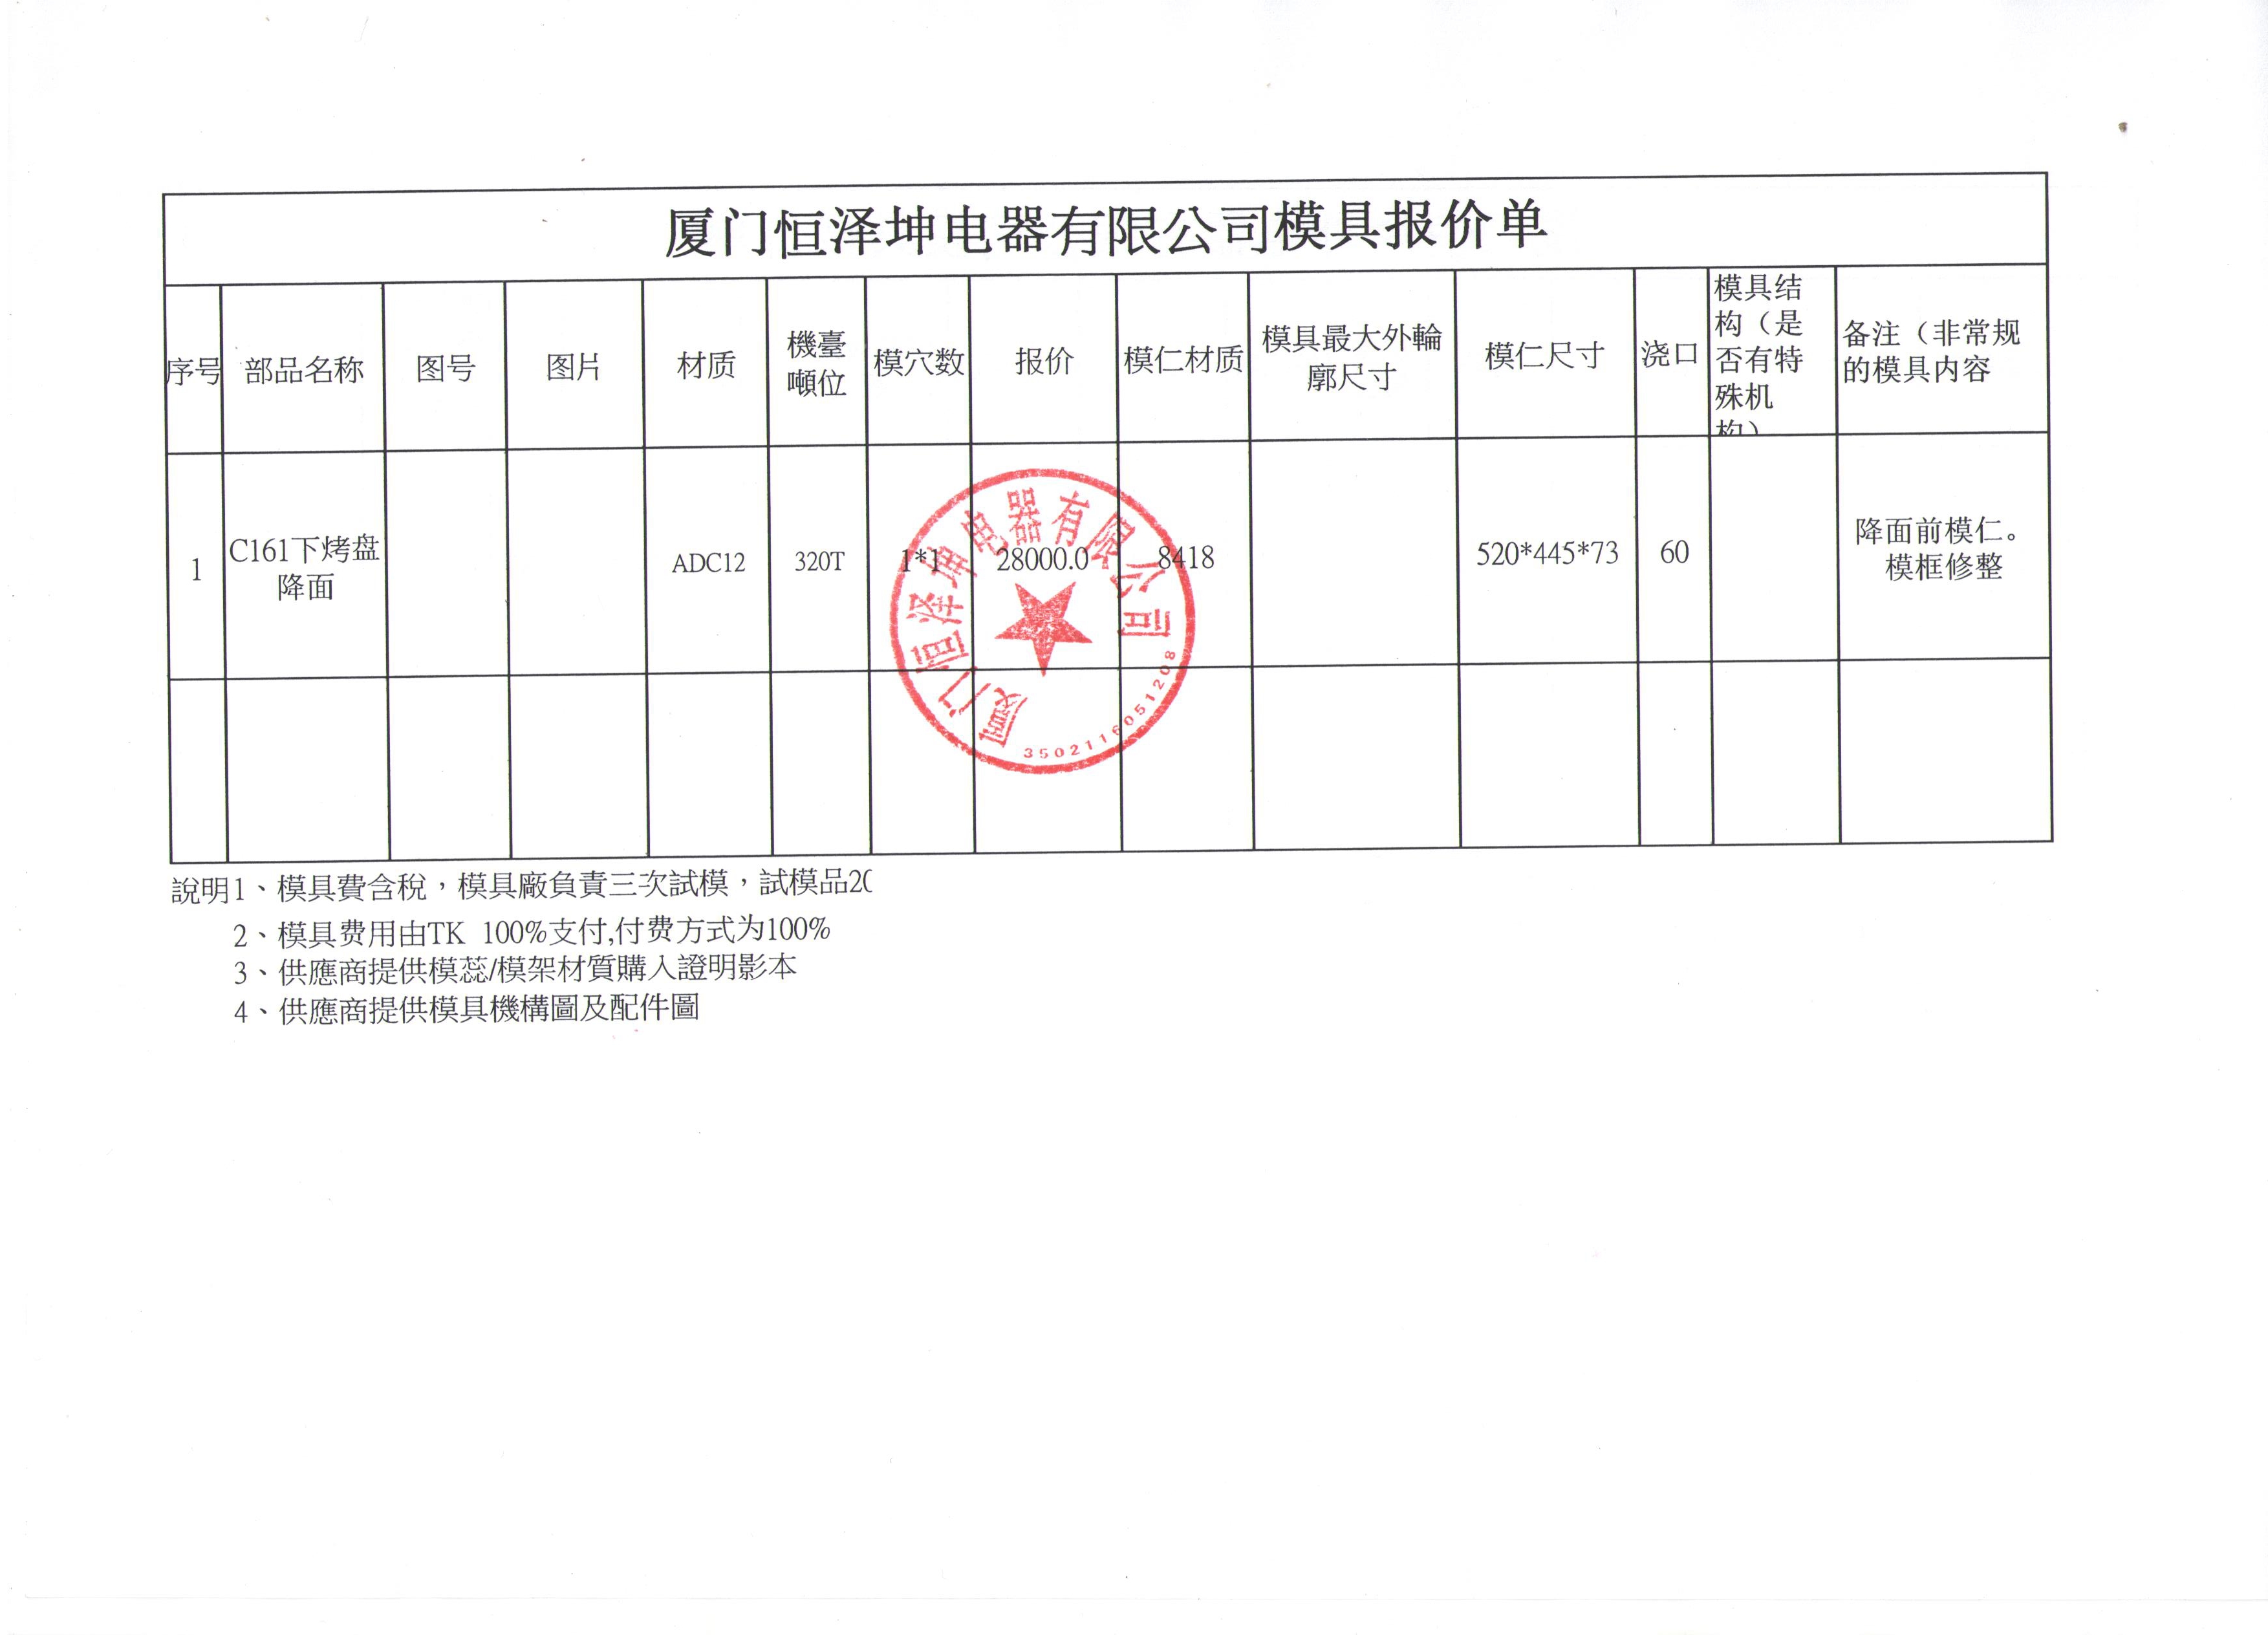 厦门恒泽坤电器有限公司模具报价单
序号 部品名称 图号 图片 材质 機臺噸位 模穴数 报价 模仁材质 模具最大外輪廓尺寸 模仁尺寸 浇口 模具结构（是否有特殊机构） 备注（非常规的模具内容
1 C161下烤盘降面 ADC12 320T 1*1 28000.0 8418 520*445*73 60 降面前模仁。模框修整
厦门恒泽坤电器有限公司
3502116051208
說明1、模具費含稅，模具廠負責三次試模，試模品20
2、模具费用由TK 100%支付,付费方式为100%
3、供應商提供模蕊/模架材質購入證明影本
4、供應商提供模具機構圖及配件圖